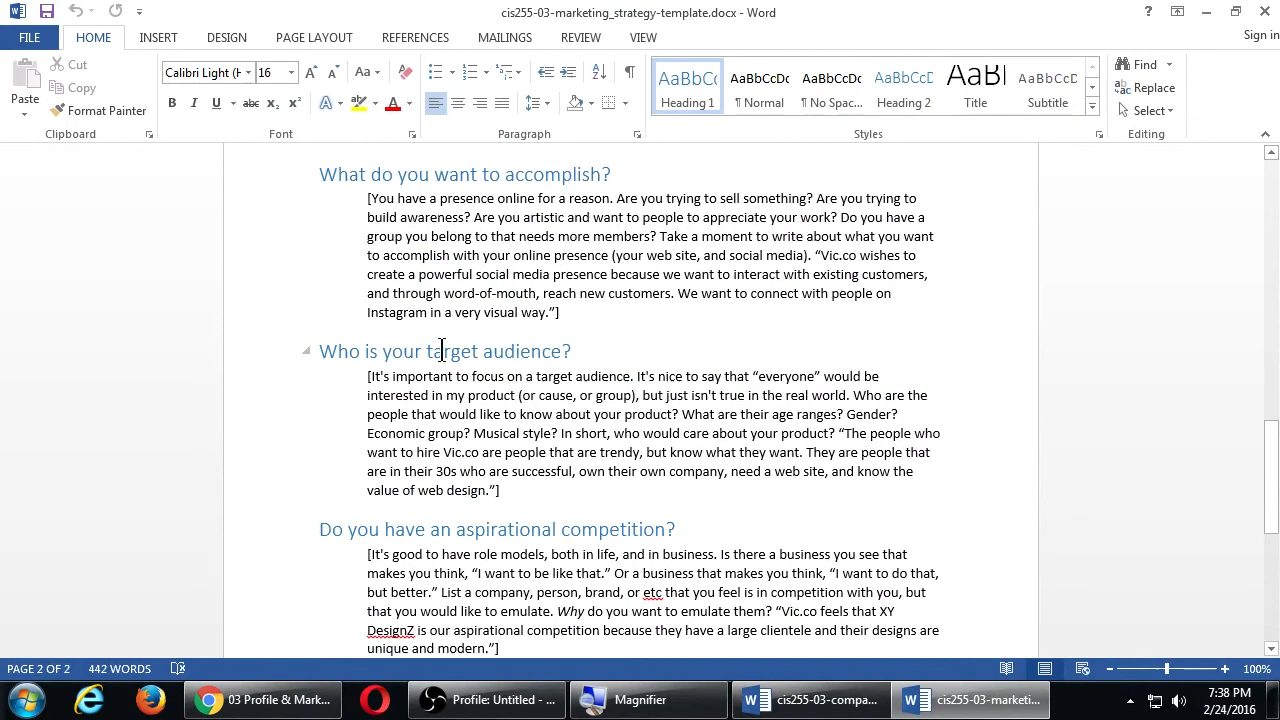 cis255-03-marketing_strategy-template.docx - Word
Sign in
FILE HOME INSERT DESIGN PAGE LAYOUT REFERENCES MAILINGS REVIEW VIEW
Paste
Cut
Copy
Format Painter
Clipboard
Calibri Light (H 16
Font
Paragraph
AaBbCc AaBbCcDc AaBbCcDc AaBbCcD AaBl AaBbCcD
Heading 1 ¶ Normal ¶ No Spac... Heading 2 Title Subtitle
Styles
Find
Replace
Select
Editing
What do you want to accomplish?
[You have a presence online for a reason. Are you trying to sell something? Are you trying to
build awareness? Are you artistic and want to people to appreciate your work? Do you have a
group you belong to that needs more members? Take a moment to write about what you want
to accomplish with your online presence (your web site, and social media). “Vic.co wishes to
create a powerful social media presence because we want to interact with existing customers,
and through word-of-mouth, reach new customers. We want to connect with people on
Instagram in a very visual way.”]
Who is your target audience?
[It's important to focus on a target audience. It's nice to say that “everyone” would be
interested in my product (or cause, or group), but just isn't true in the real world. Who are the
people that would like to know about your product? What are their age ranges? Gender?
Economic group? Musical style? In short, who would care about your product? “The people who
want to hire Vic.co are people that are trendy, but know what they want. They are people that
are in their 30s who are successful, own their own company, need a web site, and know the
value of web design.”]
Do you have an aspirational competition?
[It's good to have role models, both in life, and in business. Is there a business you see that
makes you think, “I want to be like that.” Or a business that makes you think, “I want to do that,
but better.” List a company, person, brand, or etc that you feel is in competition with you, but
that you would like to emulate. Why do you want to emulate them? “Vic.co feels that XY
DesignZ is our aspirational competition because they have a large clientele and their designs are
unique and modern.”]
PAGE 2 OF 2 442 WORDS 100%
03 Profile & Mark... Profile: Untitled - ... Magnifier cis255-03-compa... cis255-03-marketi...
7:38 PM
2/24/2016